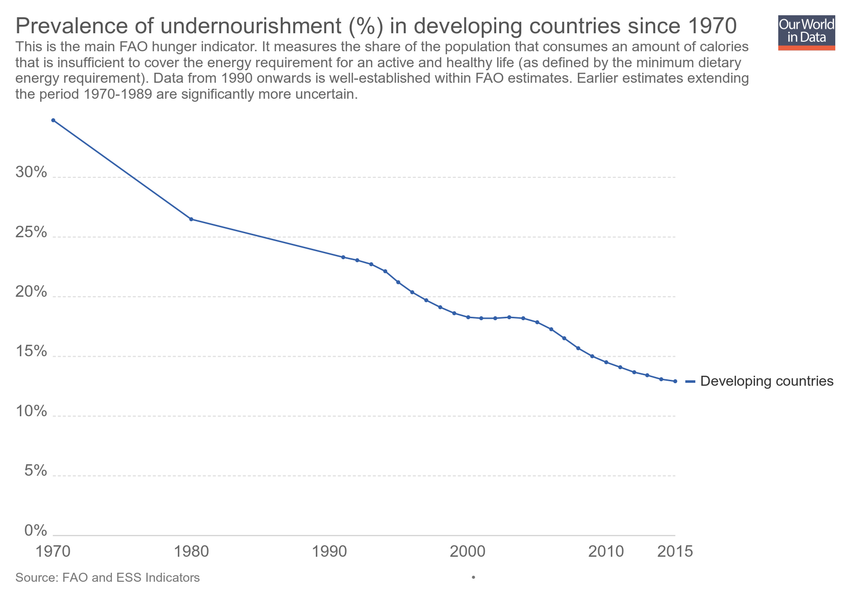 Prevalence of undernourishment (%) in developing countries since 1970
Our World
in Data
This is the main FAO hunger indicator. It measures the share of the population that consumes an amount of calories
that is insufficient to cover the energy requirement for an active and healthy life (as defined by the minimum dietary
energy requirement). Data from 1990 onwards is well-established within FAO estimates. Earlier estimates extending
the period 1970-1989 are significantly more uncertain.
30%
25%
20%
15%
Developing countries
10%
5%
0%
1970 1980 1990 2000 2010 2015
Source: FAO and ESS Indicators